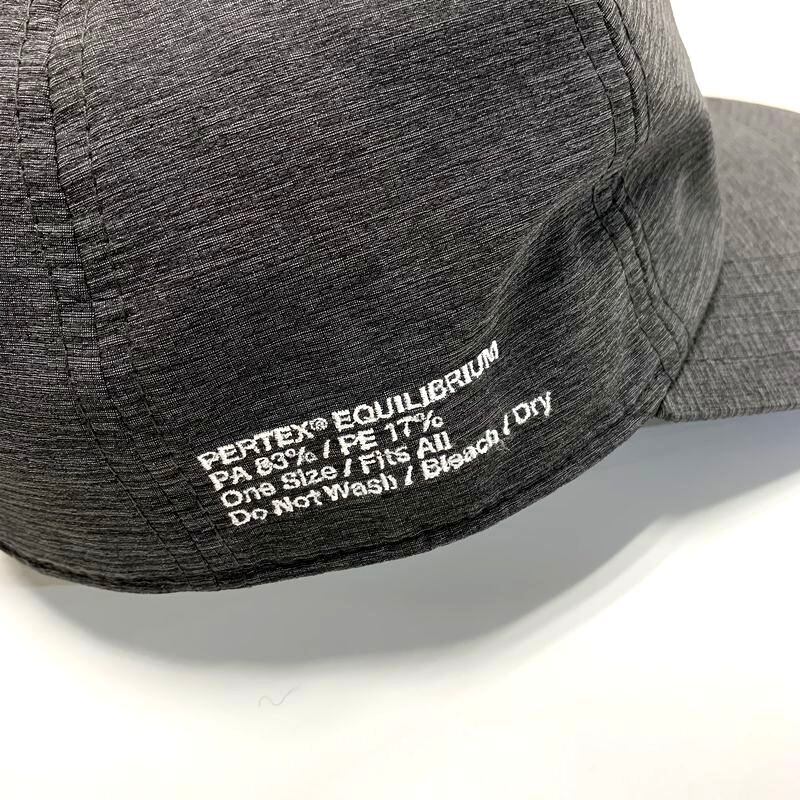 PERTEX® EQUILIBRIUM
PA 83% / PE 17%
One Size / Fits All
Do Not Wash / Bleach / Dry